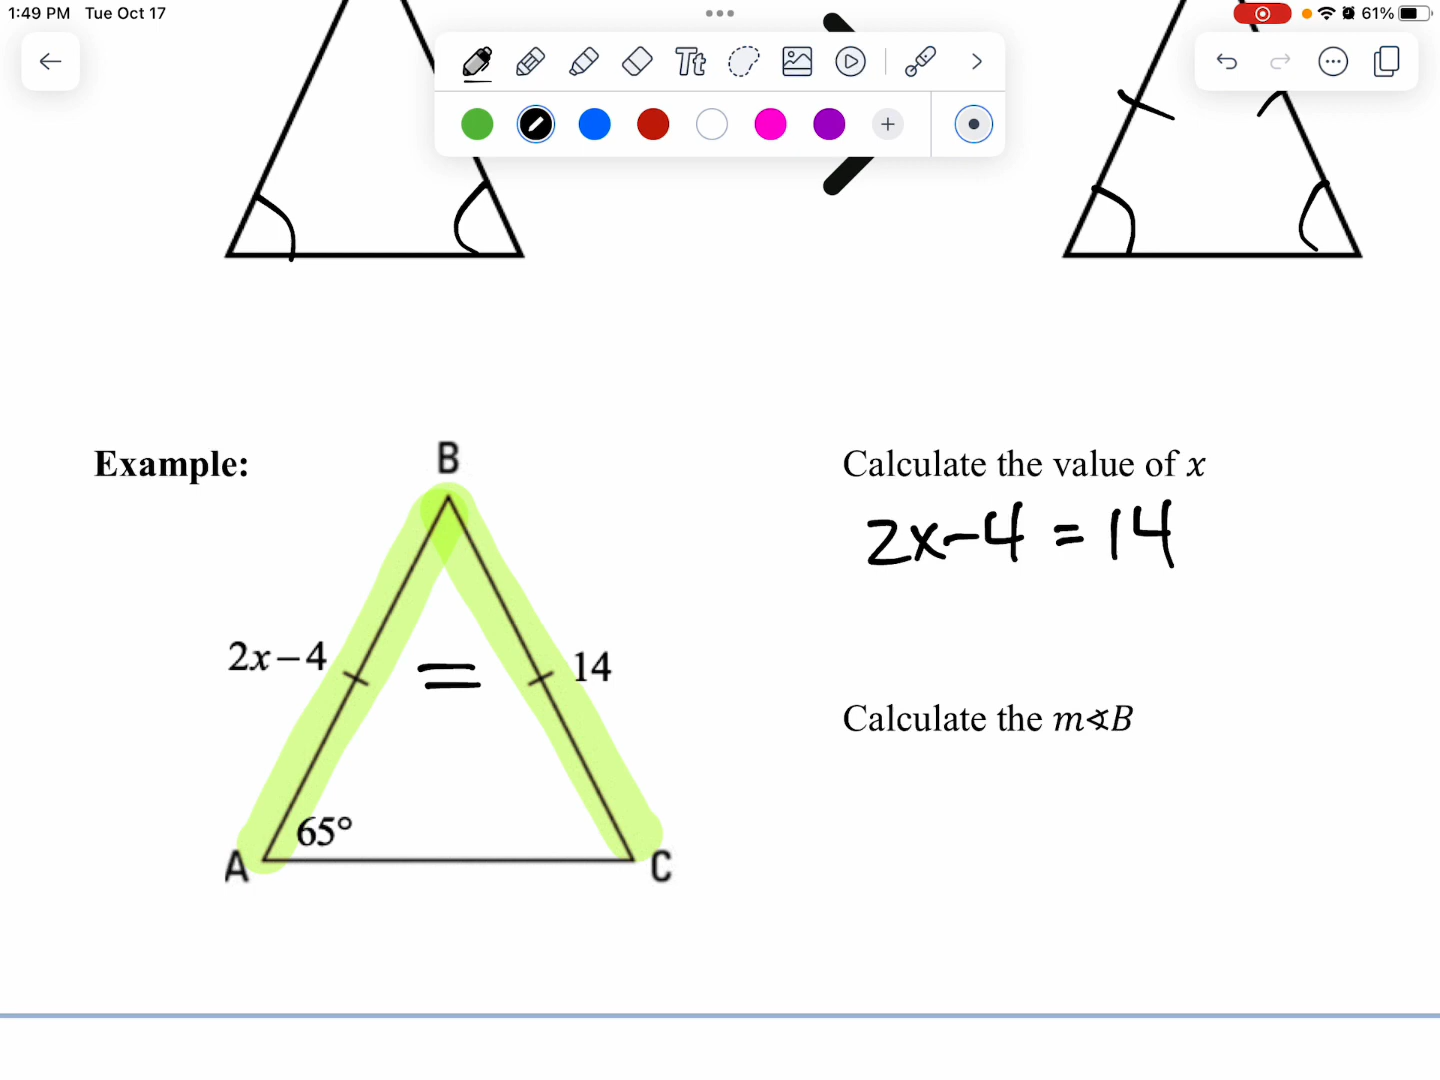 1:49 PM Tue Oct 17
61%
Tt
Example:
B
Calculate the value of x
2x-4 = 14
2x-4
=
14
Calculate the m∢B
65°
A
C